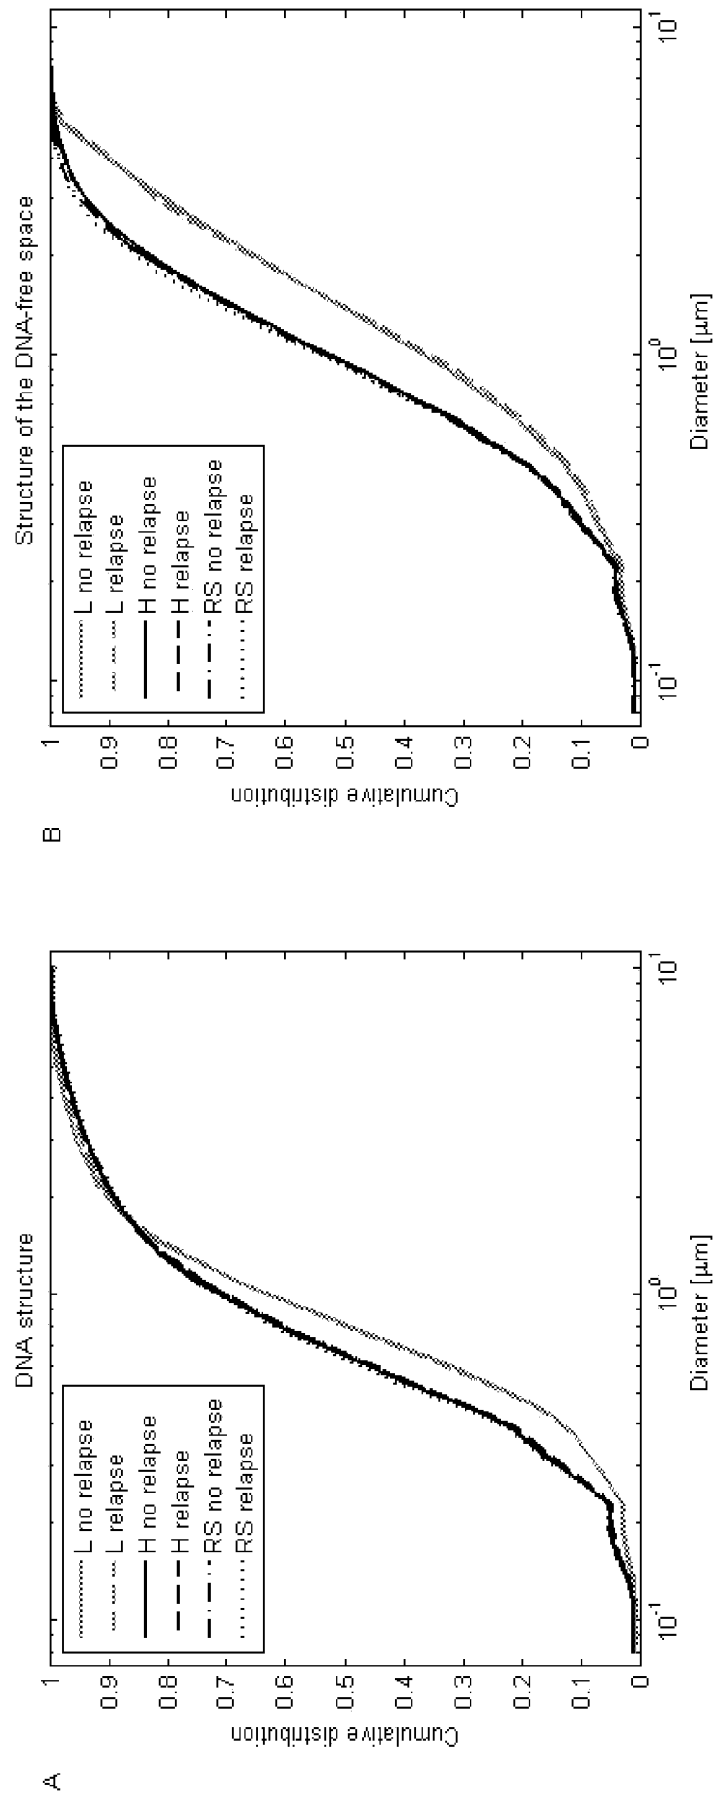 A
DNA structure
Cumulative distribution
1
0.9
0.8
0.7
0.6
0.5
0.4
0.3
0.2
0.1
0
L no relapse
L relapse
H no relapse
H relapse
RS no relapse
RS relapse
10⁻¹
10⁰
10¹
Diameter [µm]
B
Structure of the DNA-free space
Cumulative distribution
1
0.9
0.8
0.7
0.6
0.5
0.4
0.3
0.2
0.1
0
L no relapse
L relapse
H no relapse
H relapse
RS no relapse
RS relapse
10⁻¹
10⁰
10¹
Diameter [µm]